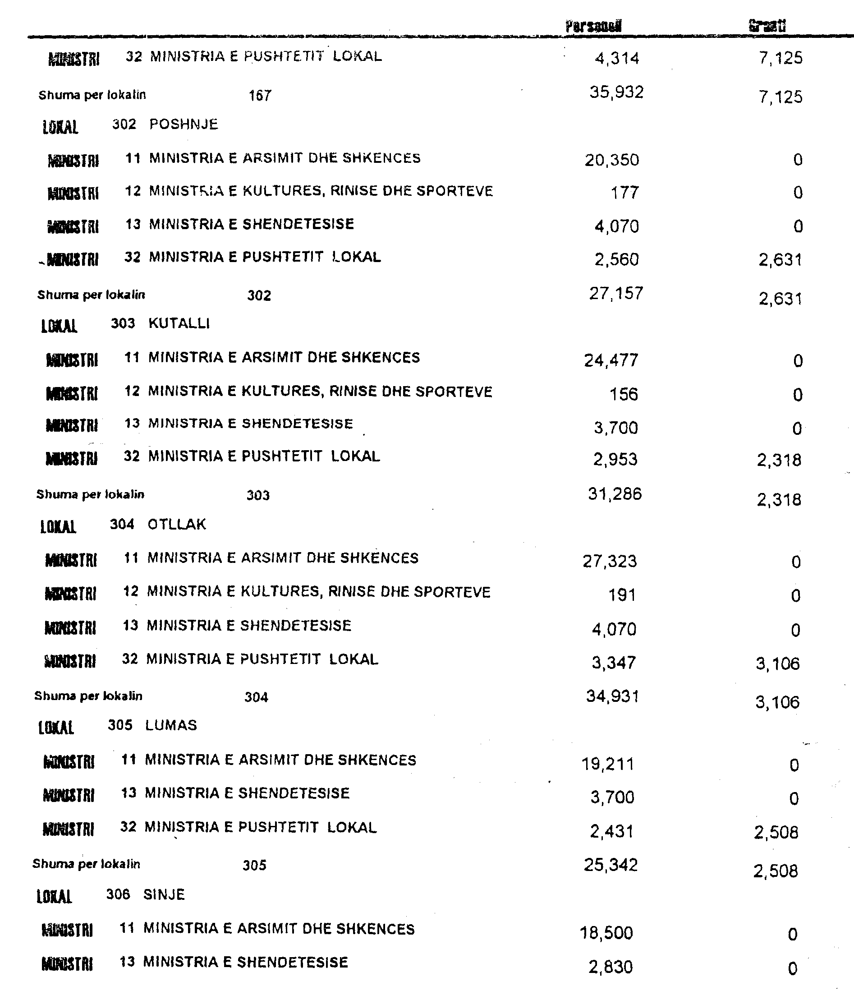 Personeli Granti
MINISTRI 32 MINISTRIA E PUSHTETIT LOKAL 4,314 7,125
Shuma per lokalin 167 35,932 7,125
LOKAL 302 POSHNJE
MINISTRI 11 MINISTRIA E ARSIMIT DHE SHKENCES 20,350 0
MINISTRI 12 MINISTRIA E KULTURES, RINISE DHE SPORTEVE 177 0
MINISTRI 13 MINISTRIA E SHENDETESISE 4,070 0
MINISTRI 32 MINISTRIA E PUSHTETIT LOKAL 2,560 2,631
Shuma per lokalin 302 27,157 2,631
LOKAL 303 KUTALLI
MINISTRI 11 MINISTRIA E ARSIMIT DHE SHKENCES 24,477 0
MINISTRI 12 MINISTRIA E KULTURES, RINISE DHE SPORTEVE 156 0
MINISTRI 13 MINISTRIA E SHENDETESISE 3,700 0
MINISTRI 32 MINISTRIA E PUSHTETIT LOKAL 2,953 2,318
Shuma per lokalin 303 31,286 2,318
LOKAL 304 OTLLAK
MINISTRI 11 MINISTRIA E ARSIMIT DHE SHKENCES 27,323 0
MINISTRI 12 MINISTRIA E KULTURES, RINISE DHE SPORTEVE 191 0
MINISTRI 13 MINISTRIA E SHENDETESISE 4,070 0
MINISTRI 32 MINISTRIA E PUSHTETIT LOKAL 3,347 3,106
Shuma per lokalin 304 34,931 3,106
LOKAL 305 LUMAS
MINISTRI 11 MINISTRIA E ARSIMIT DHE SHKENCES 19,211 0
MINISTRI 13 MINISTRIA E SHENDETESISE 3,700 0
MINISTRI 32 MINISTRIA E PUSHTETIT LOKAL 2,431 2,508
Shuma per lokalin 305 25,342 2,508
LOKAL 306 SINJE
MINISTRI 11 MINISTRIA E ARSIMIT DHE SHKENCES 18,500 0
MINISTRI 13 MINISTRIA E SHENDETESISE 2,830 0